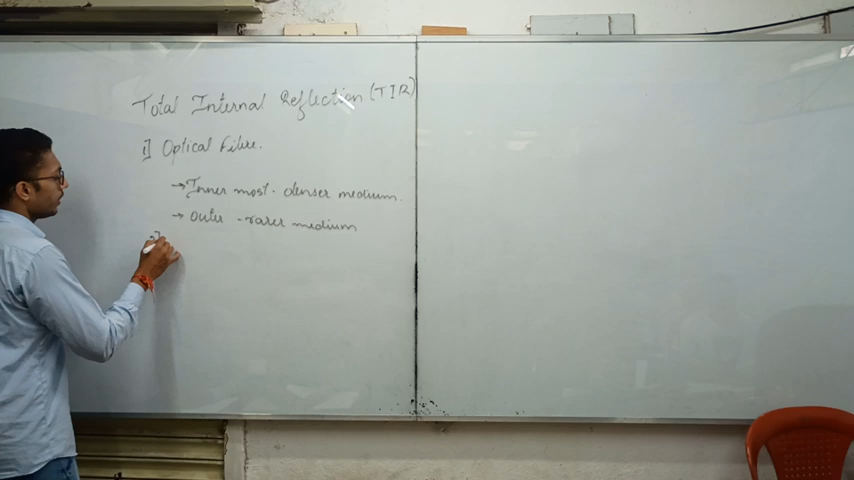 Total Internal Reflection (TIR)
i] Optical Fibre.
→ Inner most - denser medium.
→ Outer - rarer medium